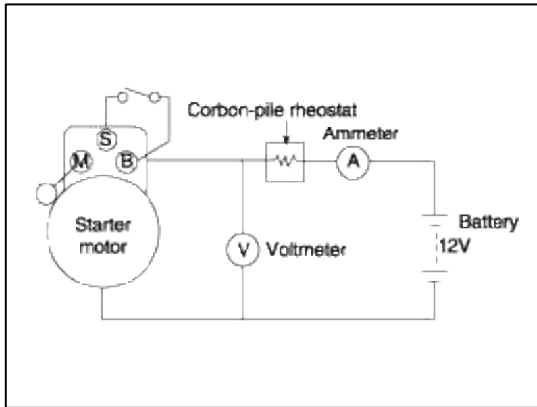 Corbon-pile rheostat
Ammeter
S
M
B
A
Starter
motor
V
Voltmeter
Battery
12V